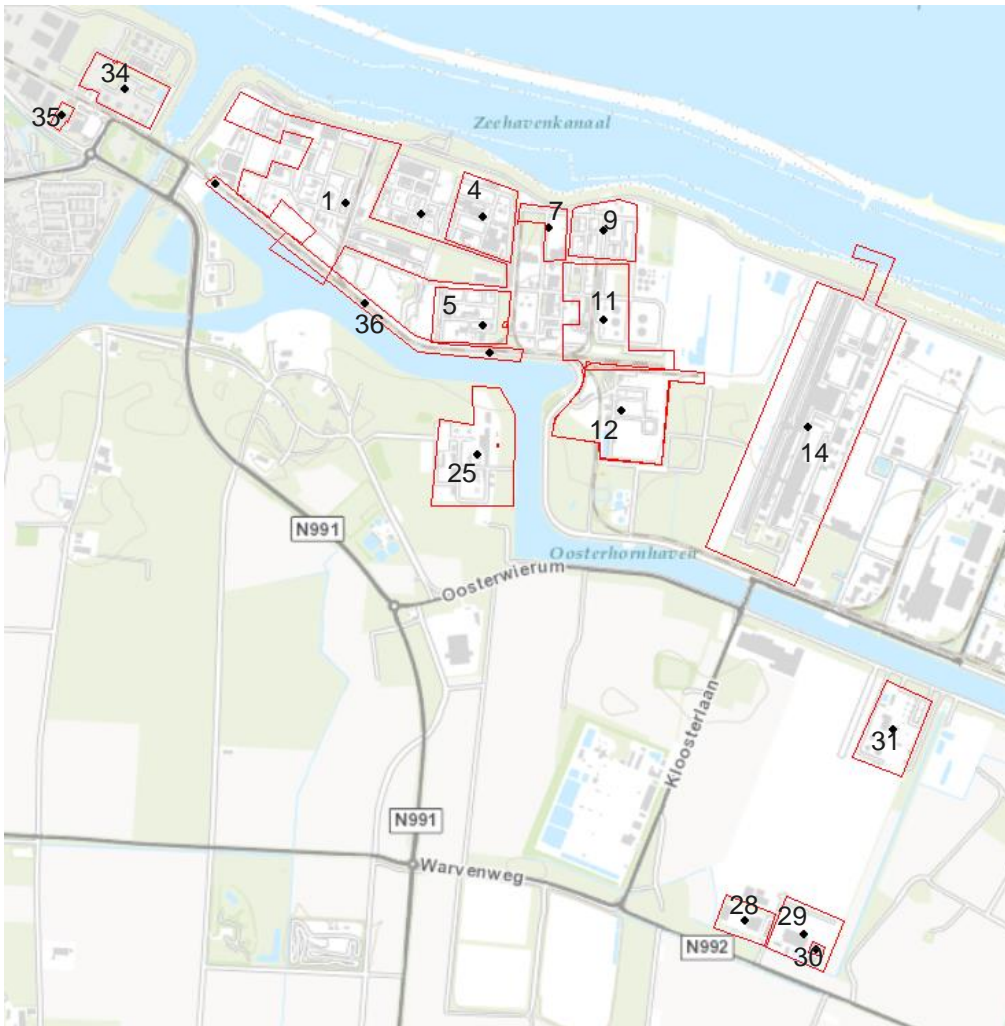 34
35
Zeehavenkanaal
1
4
7
9
5
11
36
12
14
25
N991
Oosterhornhaven
Oosterwierum
Kloosterlaan
31
N991
Warvenweg
28
29
N992
30